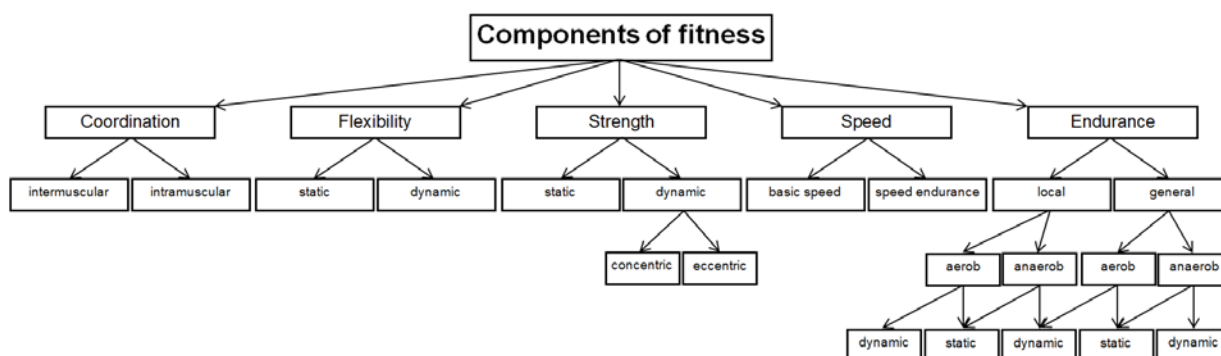 Components of fitness
Coordination
Flexibility
Strength
Speed
Endurance
intermuscular
intramuscular
static
dynamic
static
dynamic
basic speed
speed endurance
local
general
concentric
eccentric
aerob
anaerob
aerob
anaerob
dynamic
static
dynamic
static
dynamic